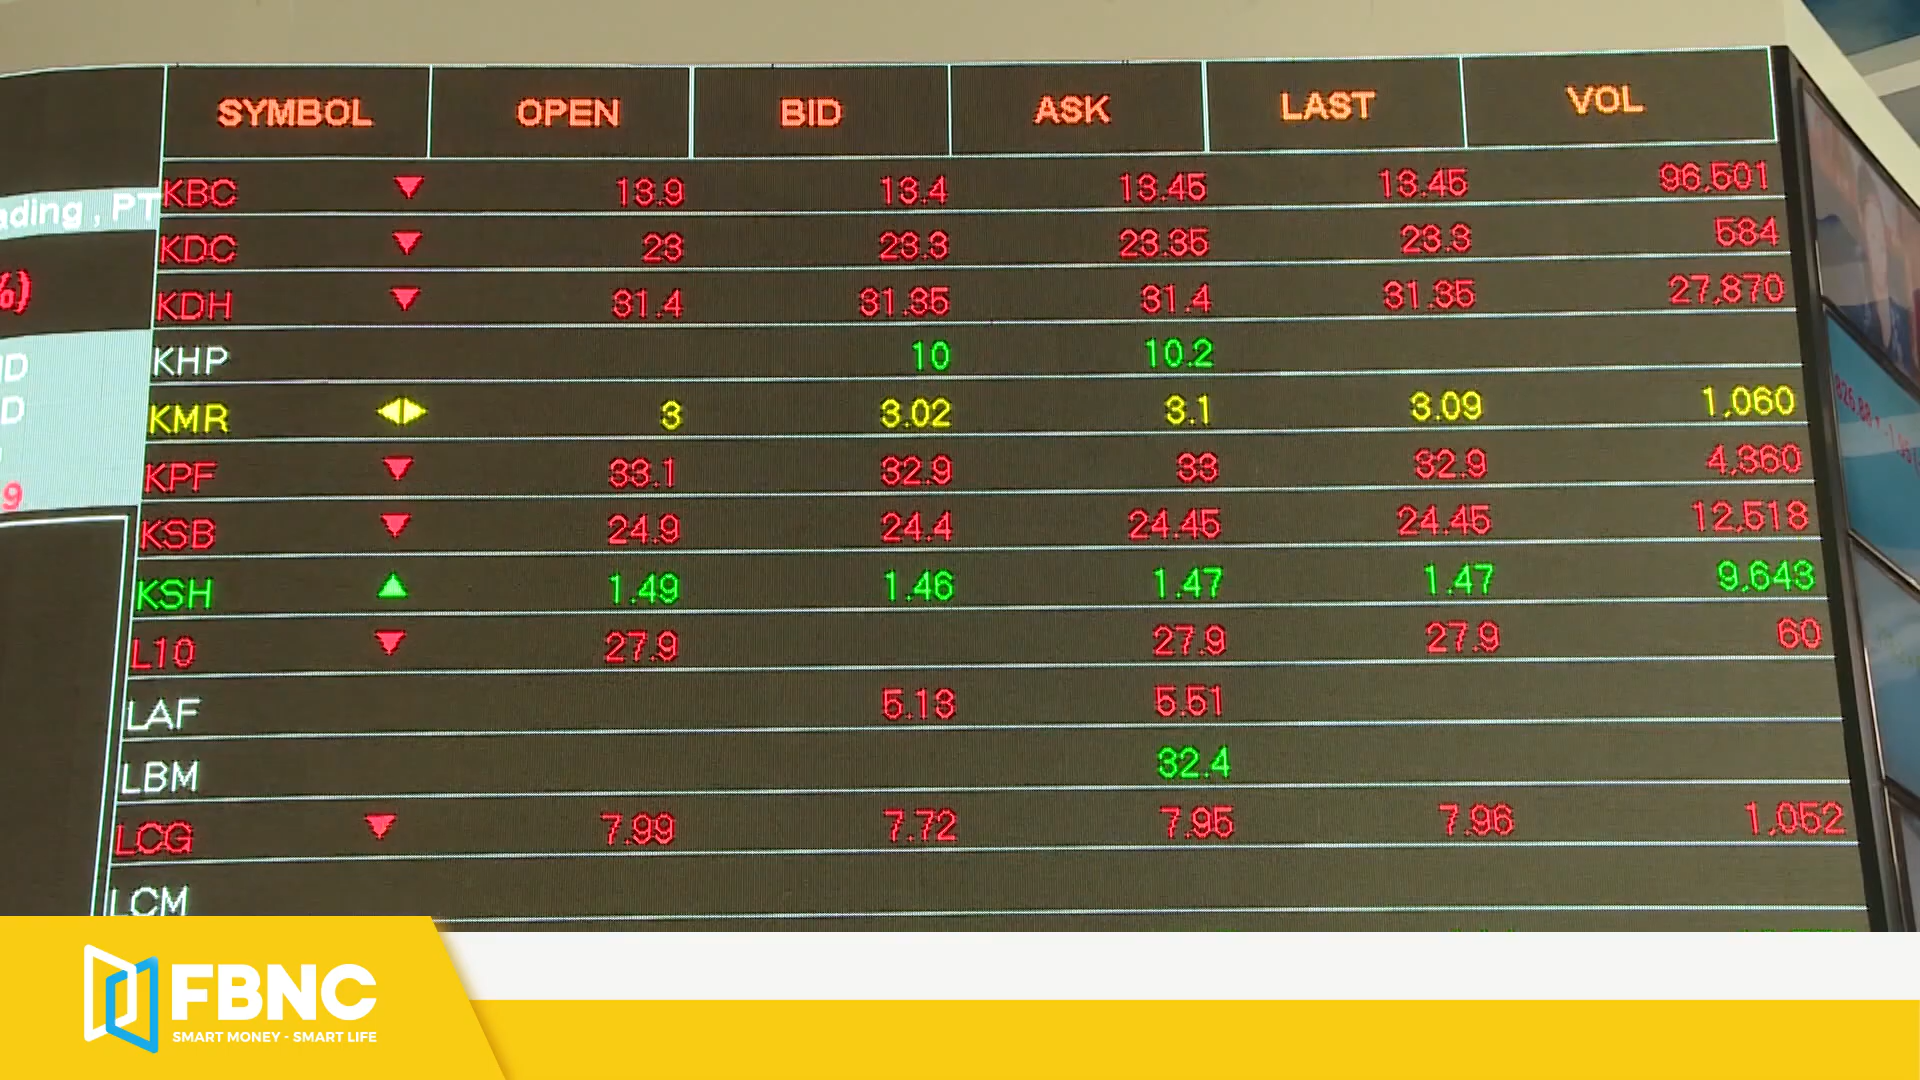 SYMBOL OPEN BID ASK LAST VOL
KBC 13.9 13.4 13.45 13.45 96,501
KDC 23 23.3 23.35 23.3 584
KDH 31.4 31.35 31.4 31.35 27,870
KHP 10 10.2
KMR 3 3.02 3.1 3.09 1,060
KPF 33.1 32.9 33 32.9 4,360
KSB 24.9 24.4 24.45 24.45 12,518
KSH 1.49 1.46 1.47 1.47 9,643
L10 27.9 27.9 27.9 60
LAF 5.13 5.51
LBM 32.4
LCG 7.99 7.72 7.95 7.96 1,052
LCM
ading , PT
%)
ID
D
9
FBNC
SMART MONEY - SMART LIFE